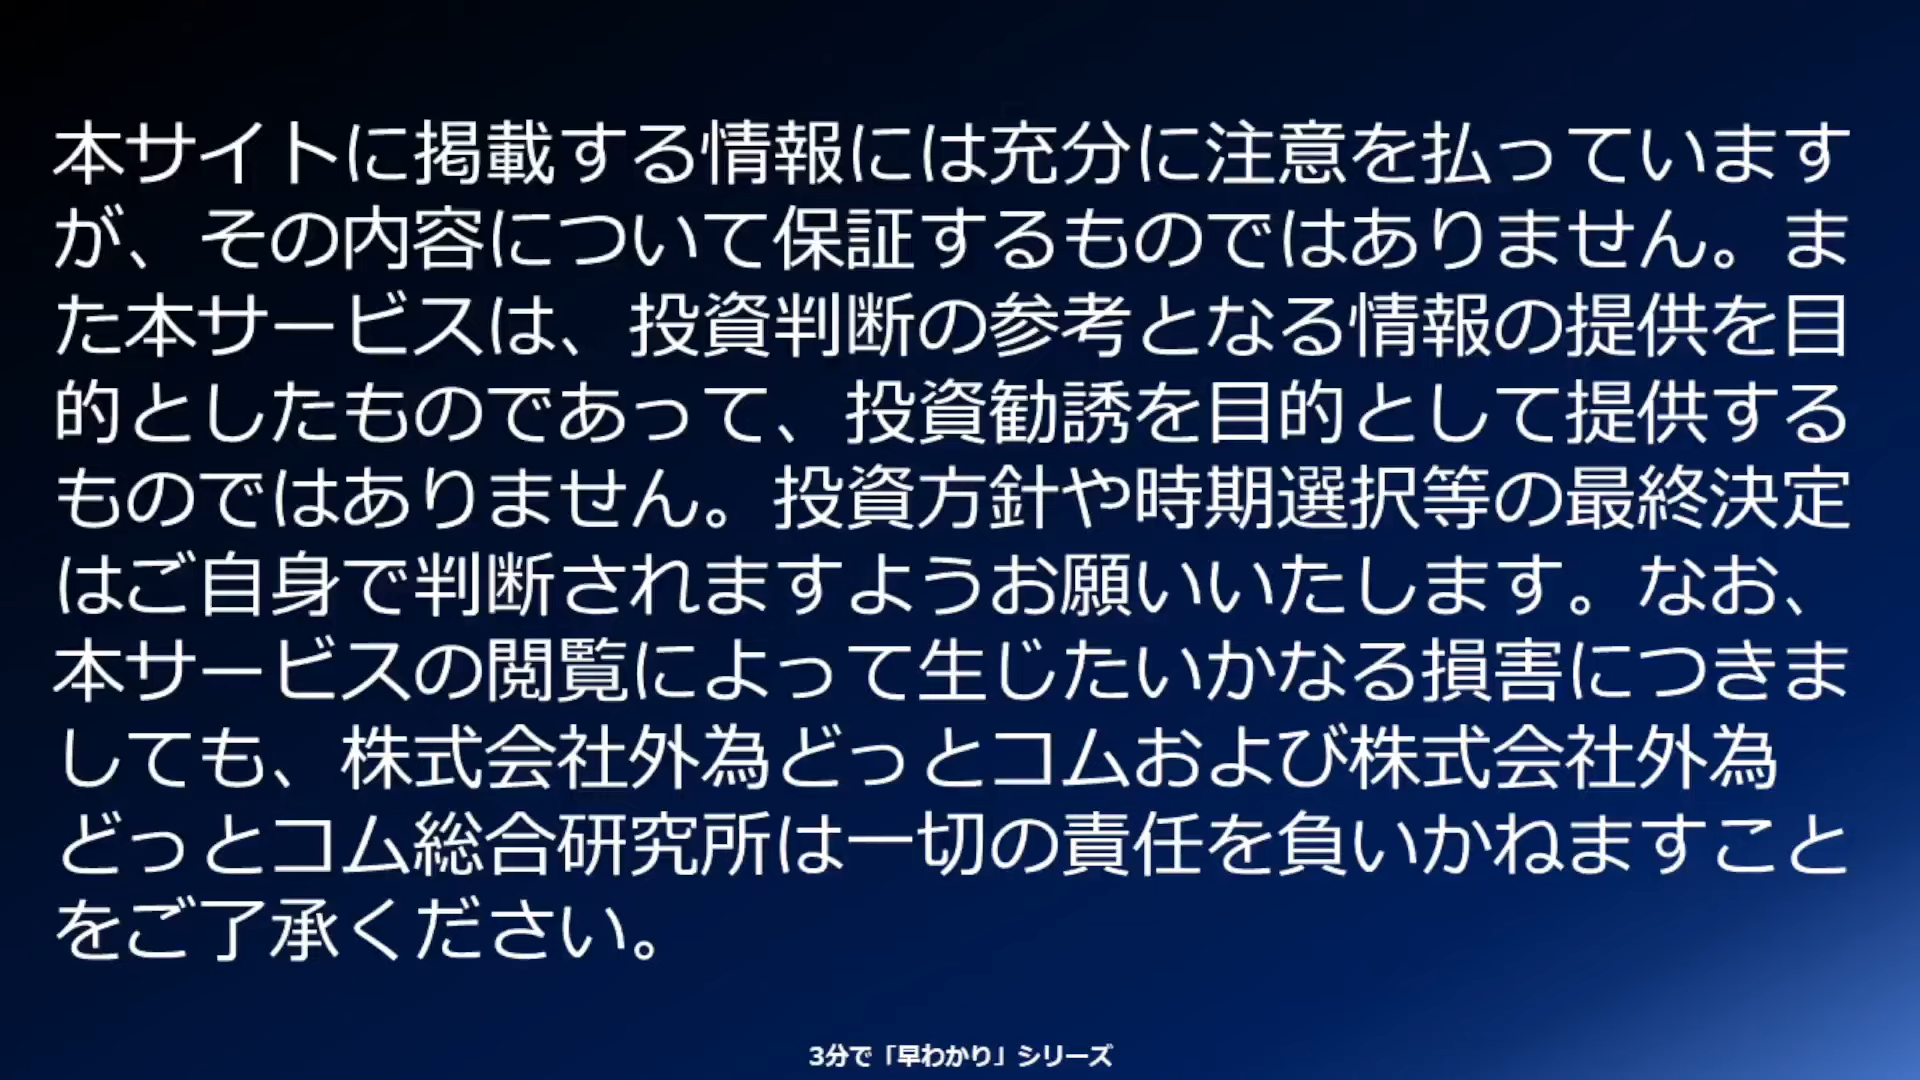 本サイトに掲載する情報には充分に注意を払っています
が、その内容について保証するものではありません。ま
た本サービスは、投資判断の参考となる情報の提供を目
的としたものであって、投資勧誘を目的として提供する
ものではありません。投資方針や時期選択等の最終決定
はご自身で判断されますようお願いいたします。なお、
本サービスの閲覧によって生じたいかなる損害につきま
しても、株式会社外為どっとコムおよび株式会社外為
どっとコム総合研究所は一切の責任を負いかねますこと
をご了承ください。
3分で「早わかり」シリーズ